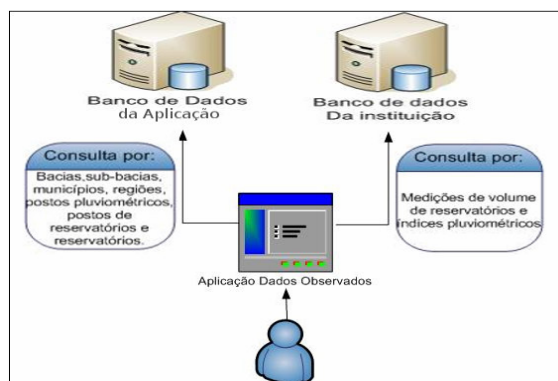 Banco de Dados
da Aplicação
Banco de dados
Da instituição
Consulta por:
Bacias,sub-bacias,
municípios, regiões,
postos pluviométricos,
postos de
reservatórios e
reservatórios.
Consulta por:
Medições de volume
de reservatórios e
índices pluviométricos
Aplicação Dados Observados